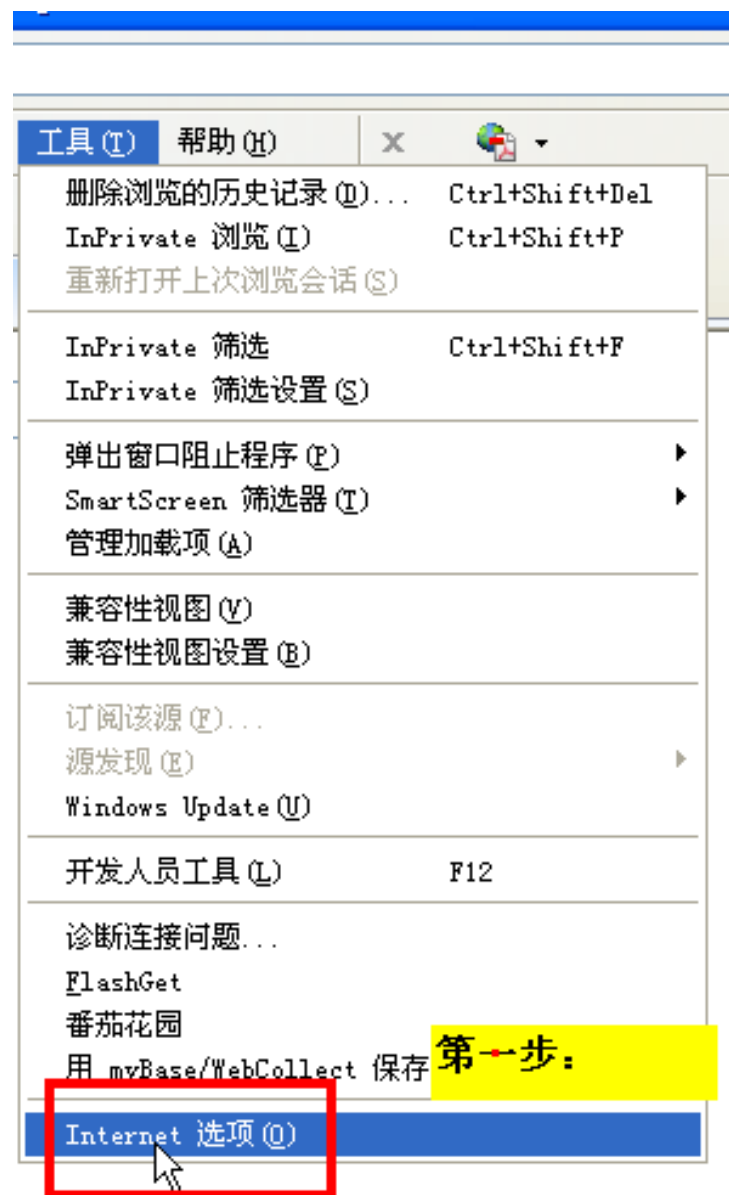 工具(T) 帮助(H) x
删除浏览的历史记录(D)... Ctrl+Shift+Del
InPrivate 浏览(I) Ctrl+Shift+P
重新打开上次浏览会话(S)
InPrivate 筛选 Ctrl+Shift+F
InPrivate 筛选设置(S)
弹出窗口阻止程序(P)
SmartScreen 筛选器(T)
管理加载项(A)
兼容性视图(V)
兼容性视图设置(B)
订阅该源(F)...
源发现(E)
Windows Update(U)
开发人员工具(L) F12
诊断连接问题...
FlashGet
番茄花园
用 myBase/WebCollect 保存
第一步：
Internet 选项(O)